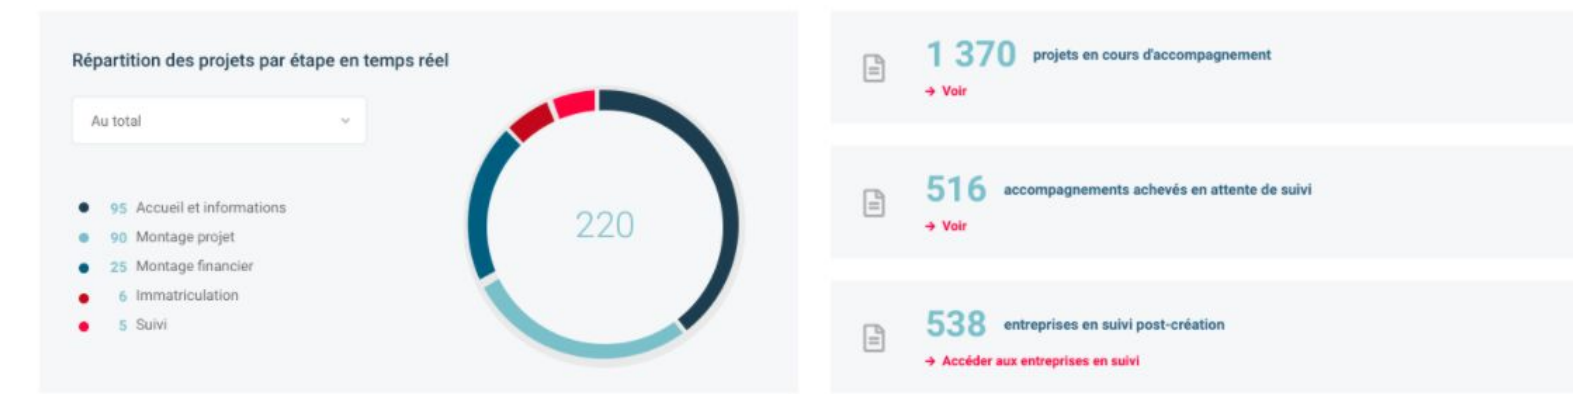 Répartition des projets par étape en temps réel
Au total
95 Accueil et informations
90 Montage projet
25 Montage financier
6 Immatriculation
5 Suivi
220
1 370 projets en cours d'accompagnement
→ Voir
516 accompagnements achevés en attente de suivi
→ Voir
538 entreprises en suivi post-création
→ Accéder aux entreprises en suivi